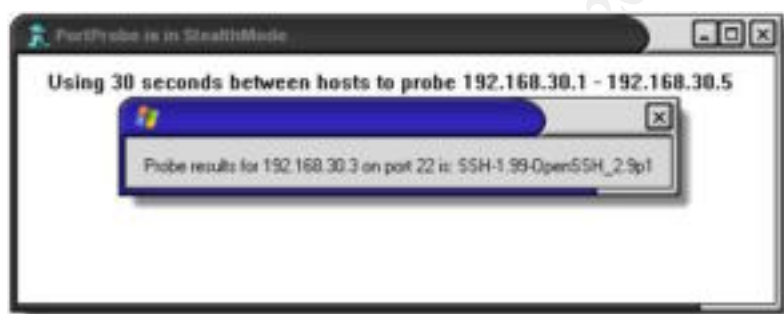 PortProbe is in StealthMode
Using 30 seconds between hosts to probe 192.168.30.1 - 192.168.30.5
Probe results for 192.168.30.3 on port 22 is: SSH-1.99-OpenSSH_2.9p1